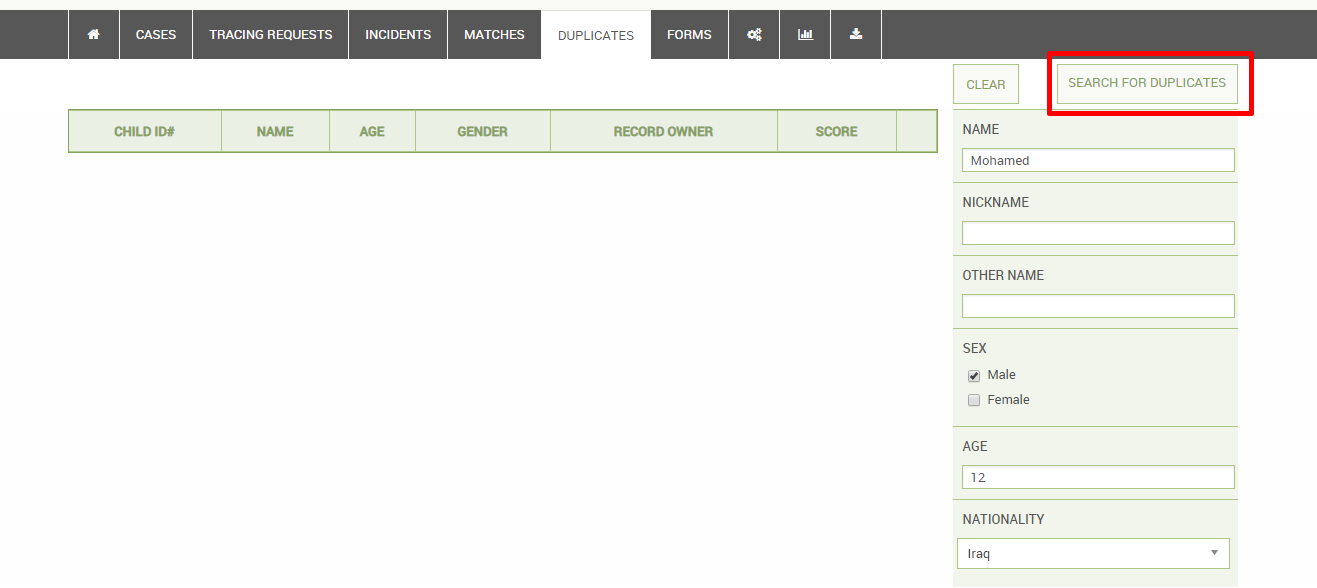 CASES TRACING REQUESTS INCIDENTS MATCHES DUPLICATES FORMS
CLEAR SEARCH FOR DUPLICATES
CHILD ID# NAME AGE GENDER RECORD OWNER SCORE
NAME
Mohamed
NICKNAME
OTHER NAME
SEX
Male
Female
AGE
12
NATIONALITY
Iraq